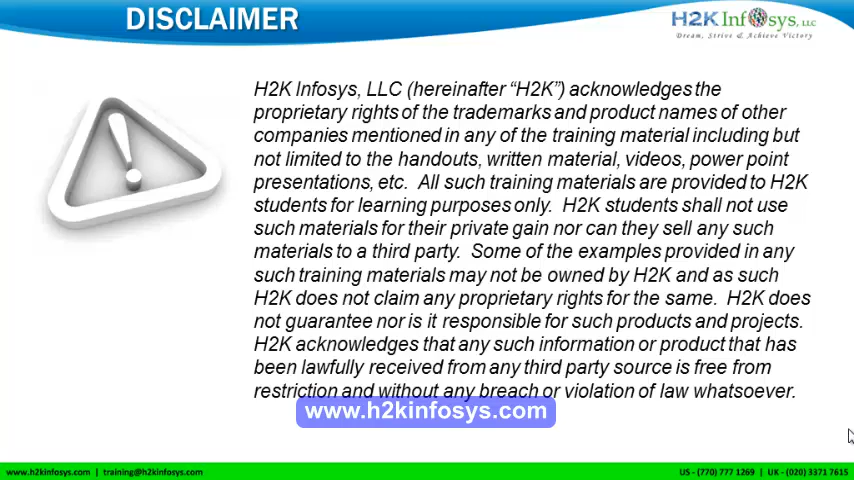 DISCLAIMER
H2K Infosys, LLC
Dream, Strive & Achieve Victory
H2K Infosys, LLC (hereinafter “H2K”) acknowledges the
proprietary rights of the trademarks and product names of other
companies mentioned in any of the training material including but
not limited to the handouts, written material, videos, power point
presentations, etc.  All such training materials are provided to H2K
students for learning purposes only.  H2K students shall not use
such materials for their private gain nor can they sell any such
materials to a third party.  Some of the examples provided in any
such training materials may not be owned by H2K and as such
H2K does not claim any proprietary rights for the same.  H2K does
not guarantee nor is it responsible for such products and projects.
H2K acknowledges that any such information or product that has
been lawfully received from any third party source is free from
restriction and without any breach or violation of law whatsoever.
www.h2kinfosys.com
www.h2kinfosys.com | training@h2kinfosys.com
US - (770) 777 1269 | UK - (020) 3371 7615